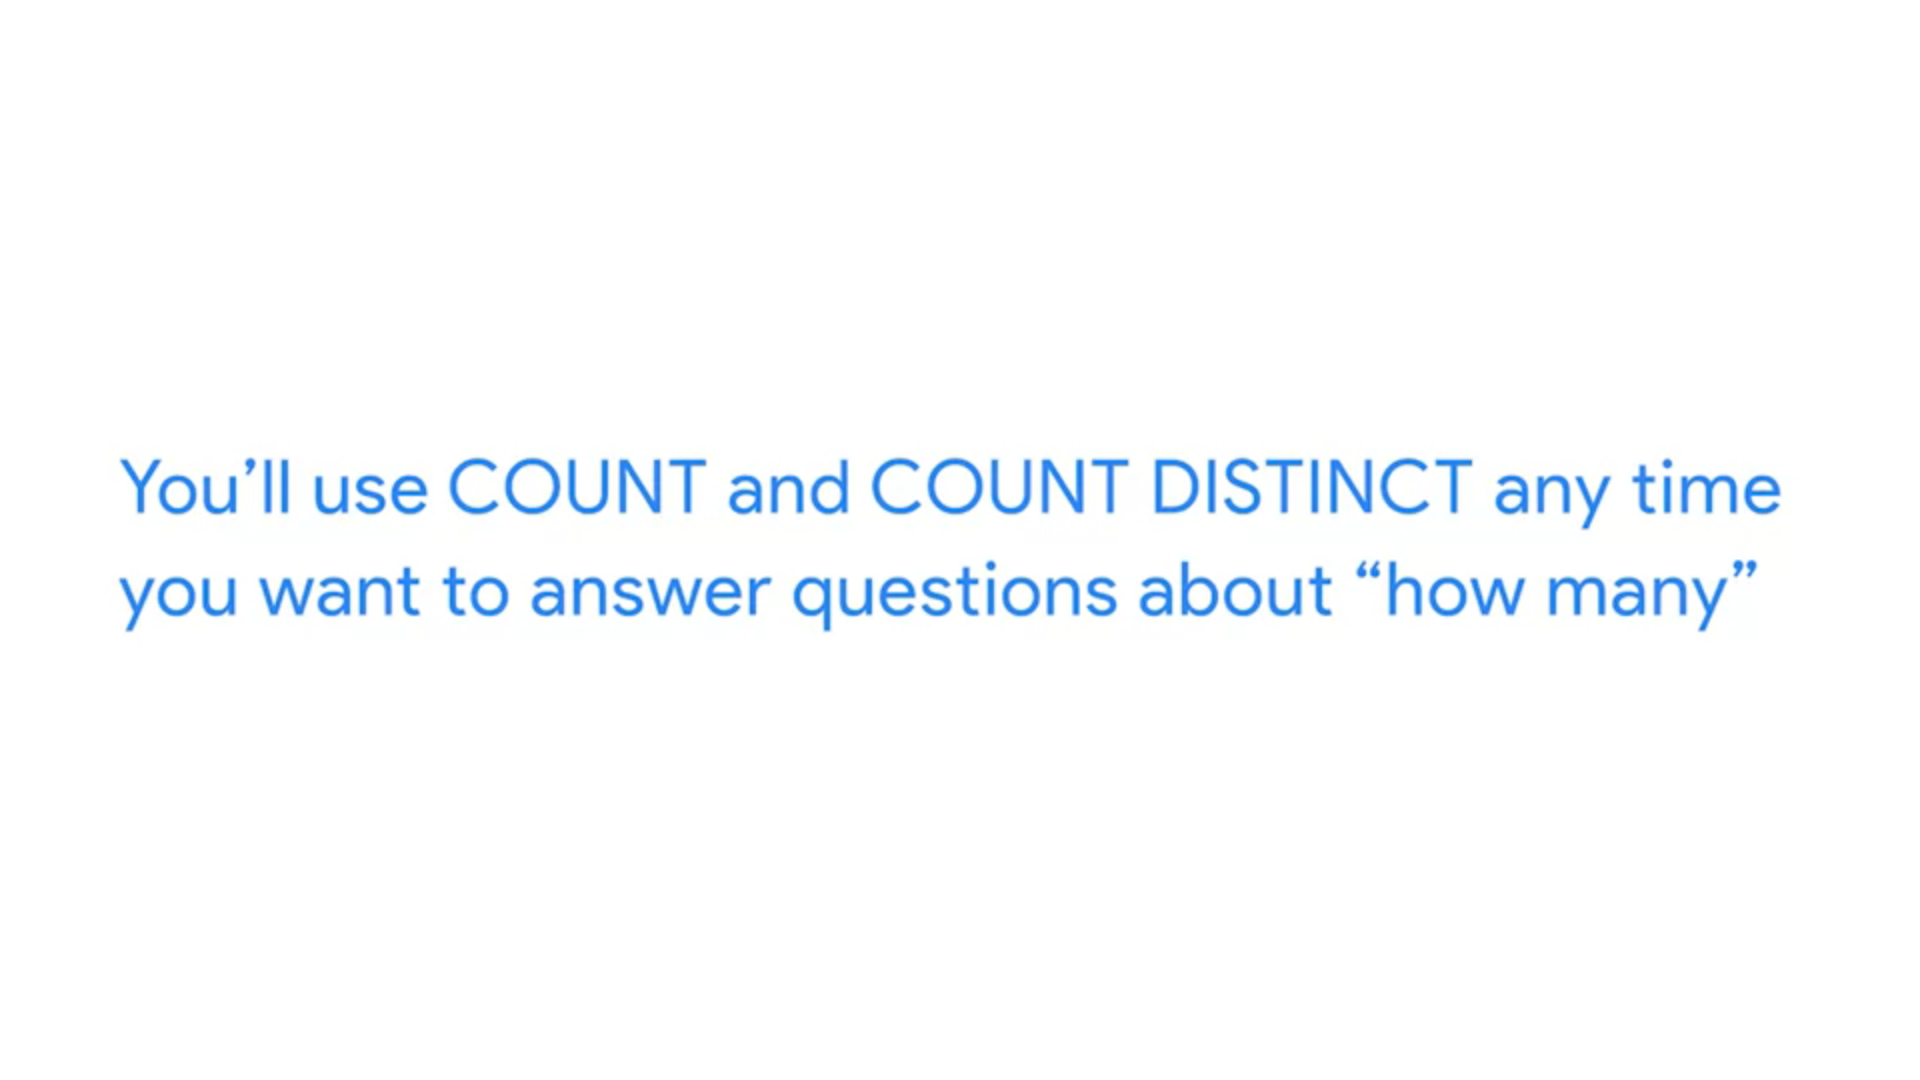 You’ll use COUNT and COUNT DISTINCT any time
you want to answer questions about “how many”